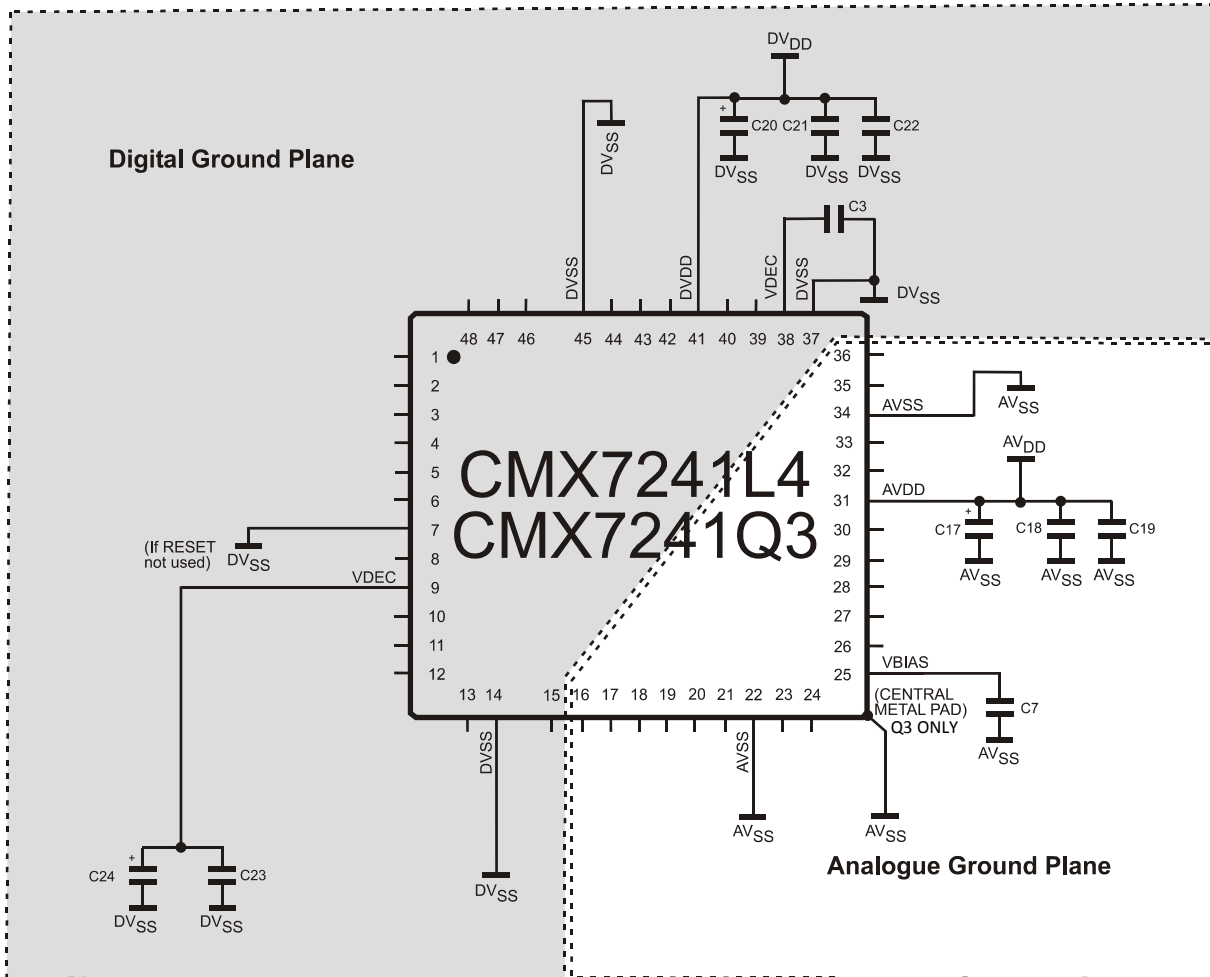 DVDD
+
C20
C21
C22
DVSS
DVSS
DVSS
DVSS
Digital Ground Plane
C3
DVSS
DVDD
VDEC
DVSS
DVSS
48 47 46 45 44 43 42 41 40 39 38 37
1
2
3
4
5
6
7
8
9
10
11
12
36
35
34
33
32
31
30
29
28
27
26
25
CMX7241L4
CMX7241Q3
AVSS
AVSS
AVDD
AVDD
+
C17
C18
C19
AVSS
AVSS
AVSS
(If RESET
not used)
DVSS
VDEC
VBIAS
(CENTRAL
METAL PAD)
Q3 ONLY
C7
AVSS
13 14 15 16 17 18 19 20 21 22 23 24
DVSS
AVSS
AVSS
AVSS
DVSS
Analogue Ground Plane
+
C24
C23
DVSS
DVSS